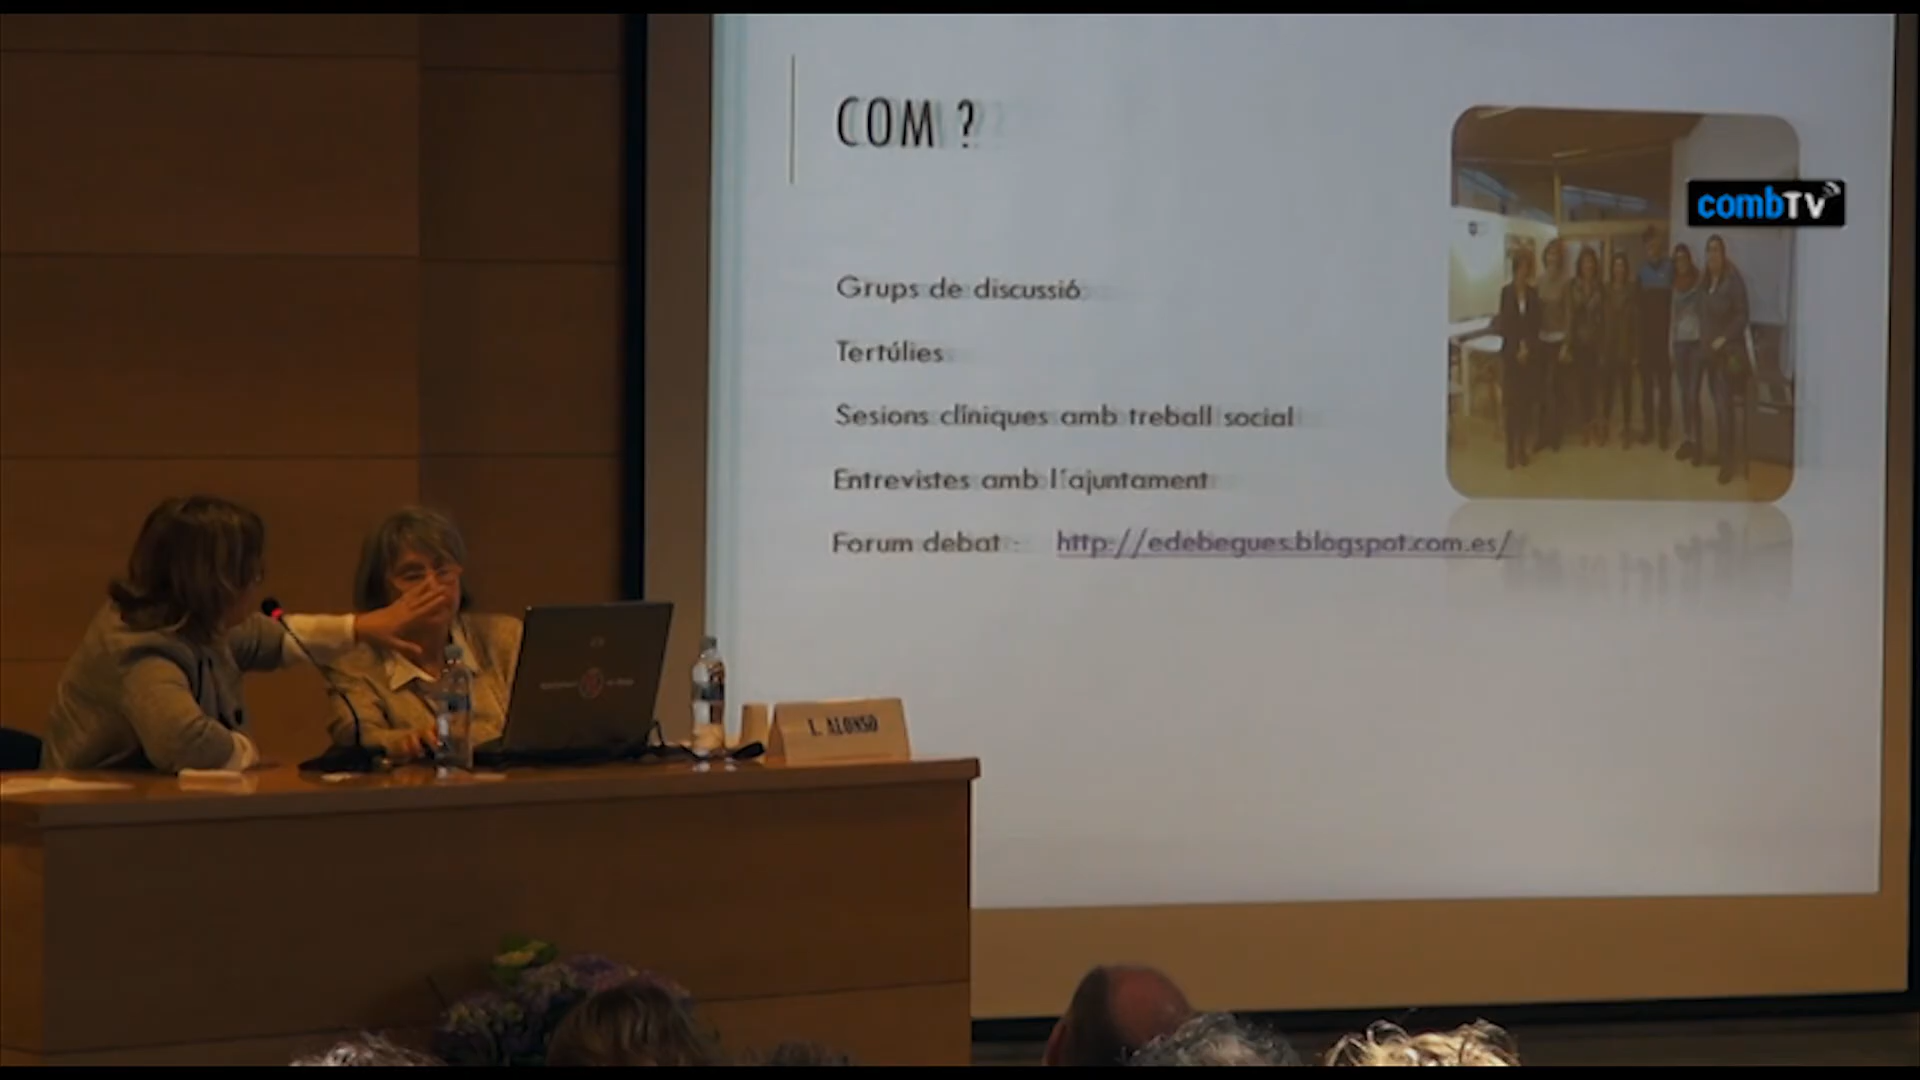 COM ?
combTV
Grups de discussió
Tertúlies
Sesions clíniques amb treball social
Entrevistes amb l´ajuntament
Forum debat : http://edebegues.blogspot.com.es/
L. ALONSO